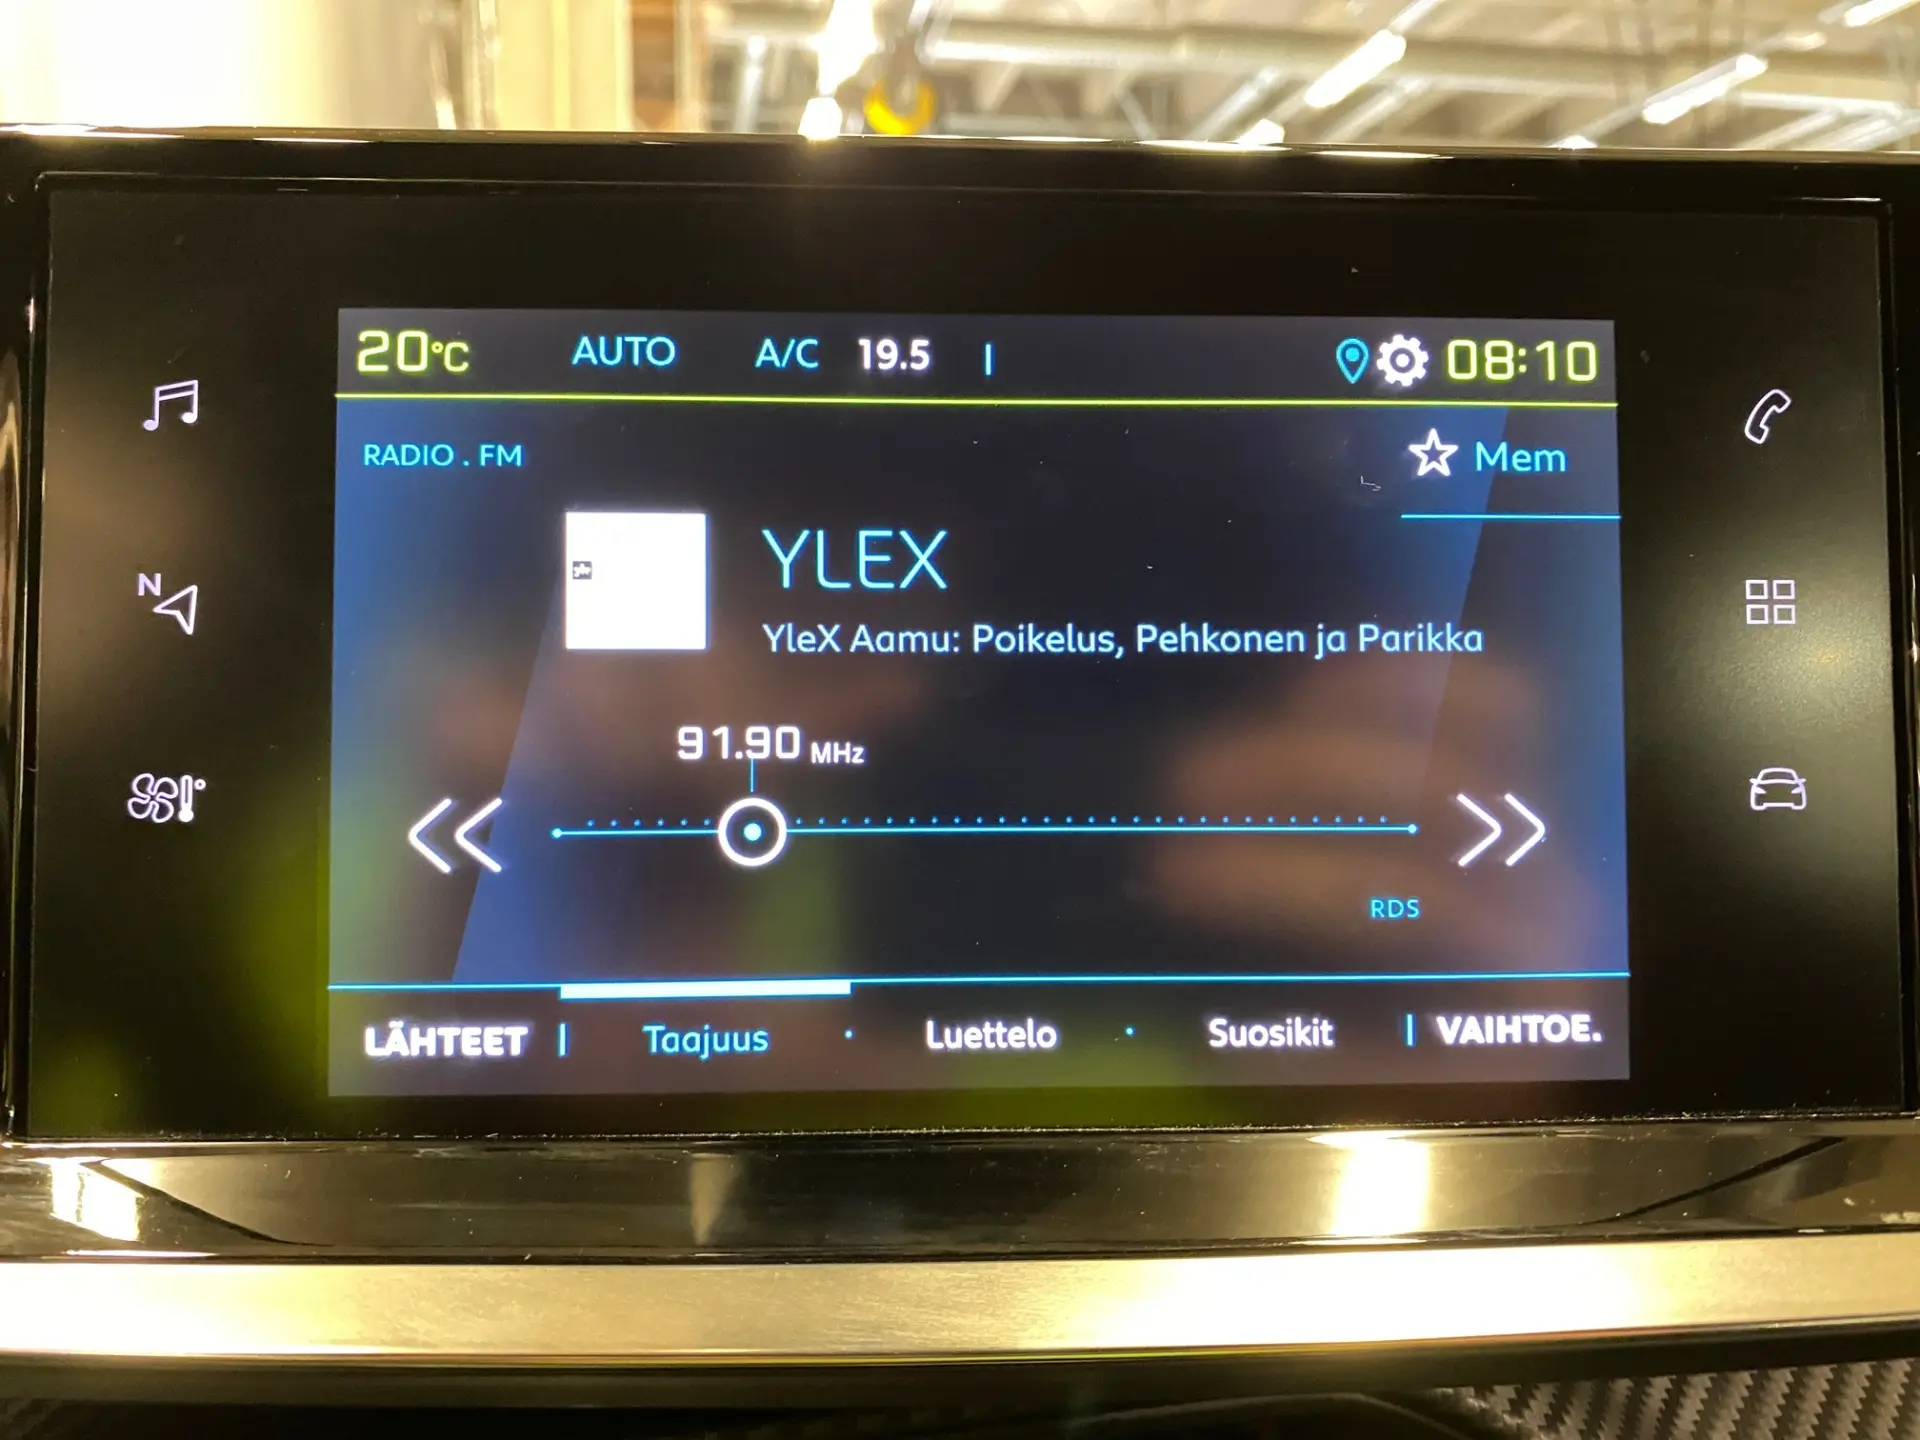 20°C AUTO A/C 19.5 08:10
RADIO . FM
Mem
YLEX
N
YleX Aamu: Poikelus, Pehkonen ja Parikka
91.90 MHz
RDS
LÄHTEET Taajuus Luettelo Suosikit VAIHTOE.